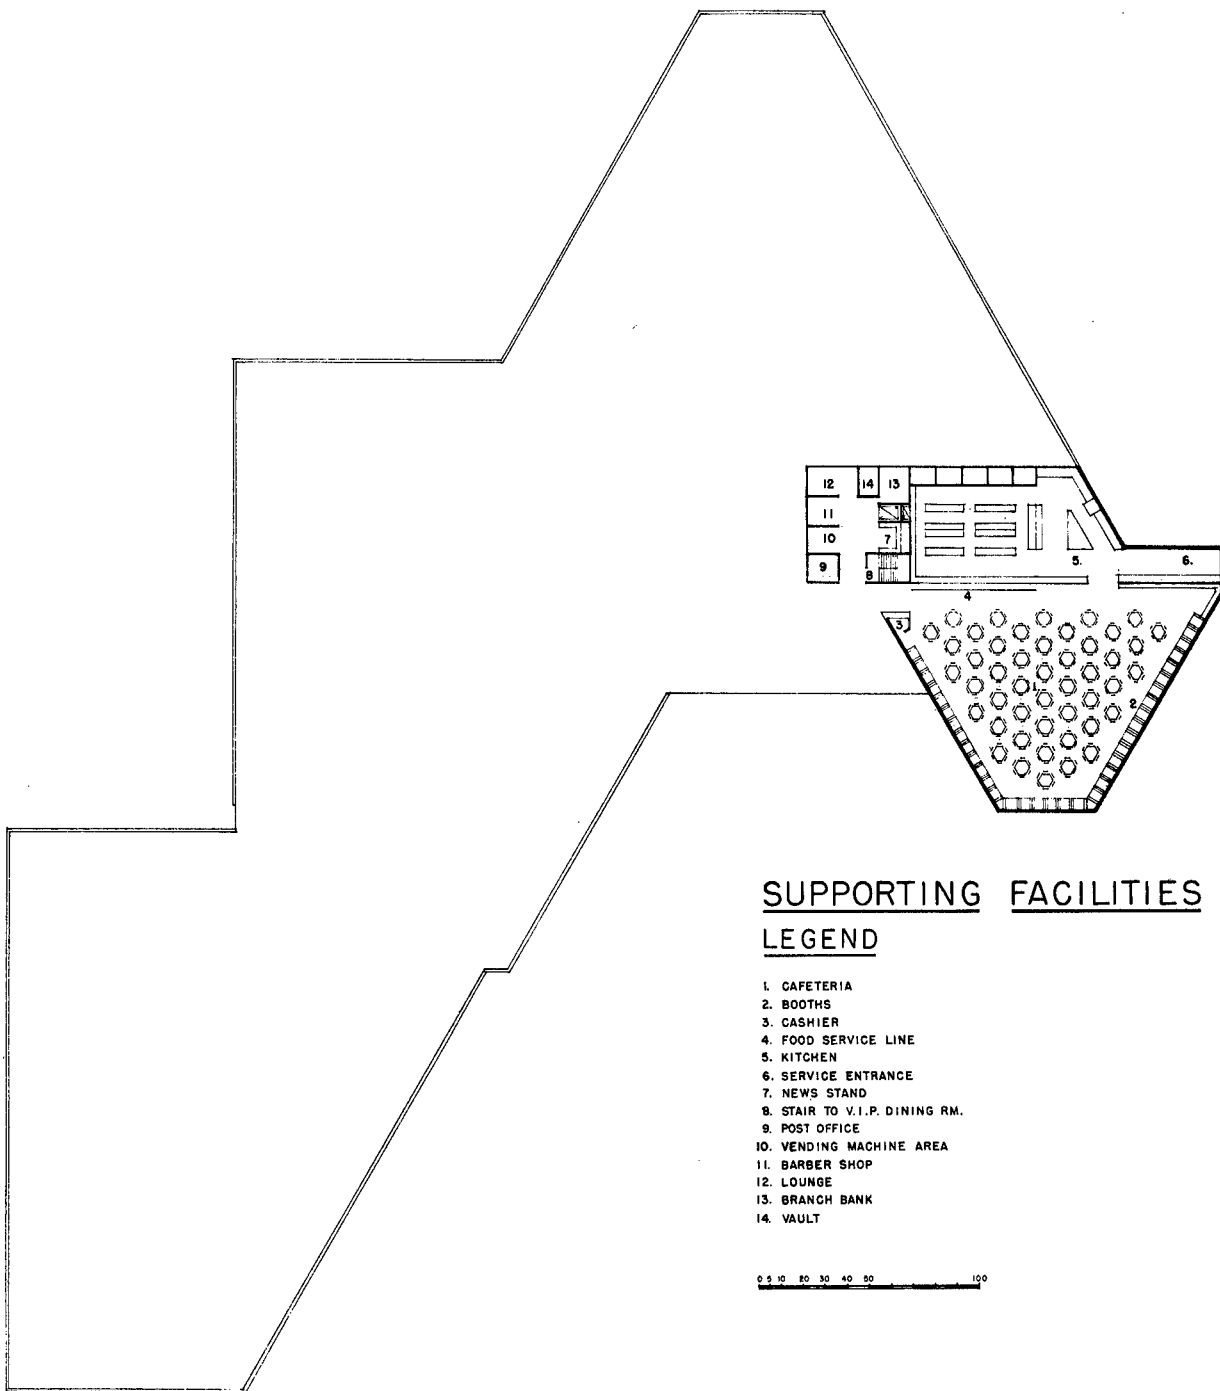 12 14 13
11
10 7
9 8 5. 6.
4
3
1.
2
SUPPORTING FACILITIES
LEGEND
1. CAFETERIA
2. BOOTHS
3. CASHIER
4. FOOD SERVICE LINE
5. KITCHEN
6. SERVICE ENTRANCE
7. NEWS STAND
8. STAIR TO V.I.P. DINING RM.
9. POST OFFICE
10. VENDING MACHINE AREA
11. BARBER SHOP
12. LOUNGE
13. BRANCH BANK
14. VAULT
0 5 10 20 30 40 50 100